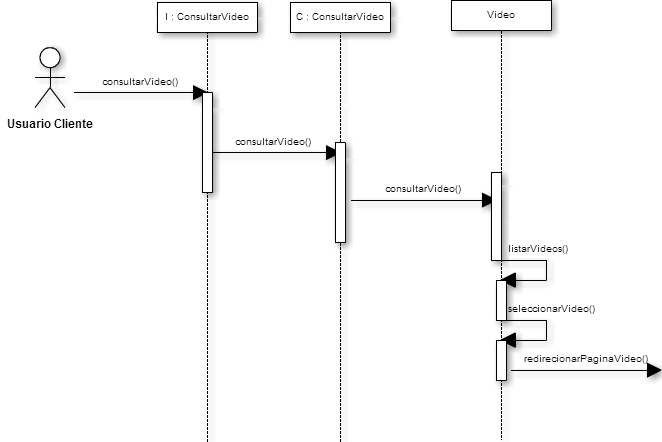 I : ConsultarVideo
C : ConsultarVideo
Video
consultarVideo()
Usuario Cliente
consultarVideo()
consultarVideo()
listarVideos()
seleccionarVideo()
redirecionarPaginaVideo()